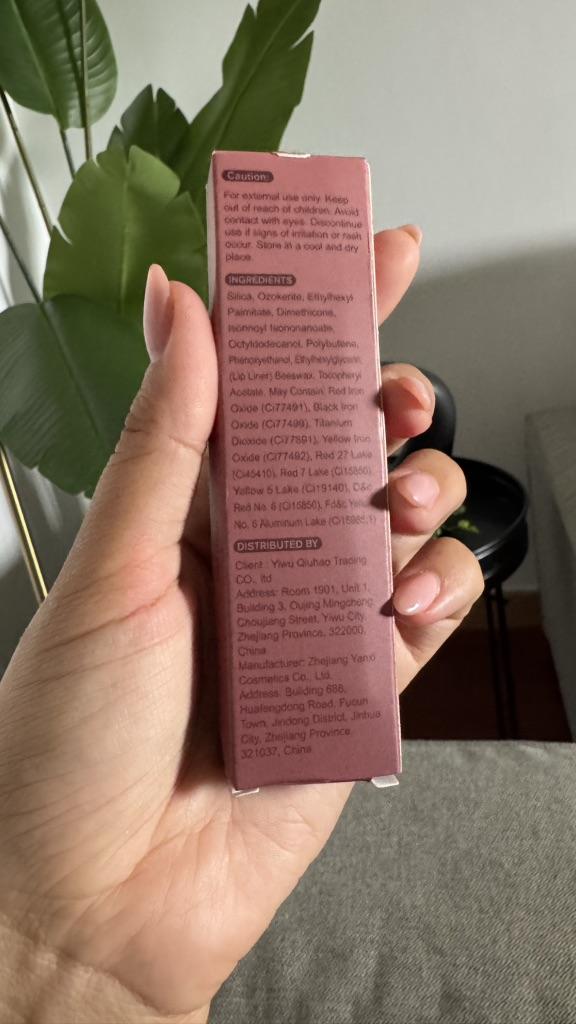 Caution:
For external use only. Keep
out of reach of children. Avoid
contact with eyes. Discontinue
use if signs of irritation or rash
occur. Store in a cool and dry
place.
INGREDIENTS
Silica, Ozokerite, Ethylhexyl
Palmitate, Dimethicone,
Isononyl Isononanoate,
Octyldodecanol, Polybutene,
Phenoxyethanol, Ethylhexylglycerin,
(Lip Liner) Beeswax, Tocopheryl
Acetate. May Contain: Red Iron
Oxide (Ci77491), Black Iron
Oxide (Ci77499), Titanium
Dioxide (Ci77891), Yellow Iron
Oxide (Ci77492), Red 27 Lake
(Ci45410), Red 7 Lake (Ci15850)
Yellow 5 Lake (Ci19140), D&c
Red No. 6 (Ci15850), Fd&c Yellow
No. 6 Aluminum Lake
DISTRIBUTED BY
Client : Yiwu Qiuhao Trading
CO., ltd
Address: Room 1901, Unit 1,
Building 3, Oujing Mingcheng,
Choujiang Street, Yiwu City,
Zhejiang Province, 322000,
China
Manufacturer: Zhejiang Yanxi
Cosmetics Co., Ltd.
Address: Building 688,
Huafengdong Road, Fucun
Town, Jindong District, Jinhua
City, Zhejiang Province,
321037, China